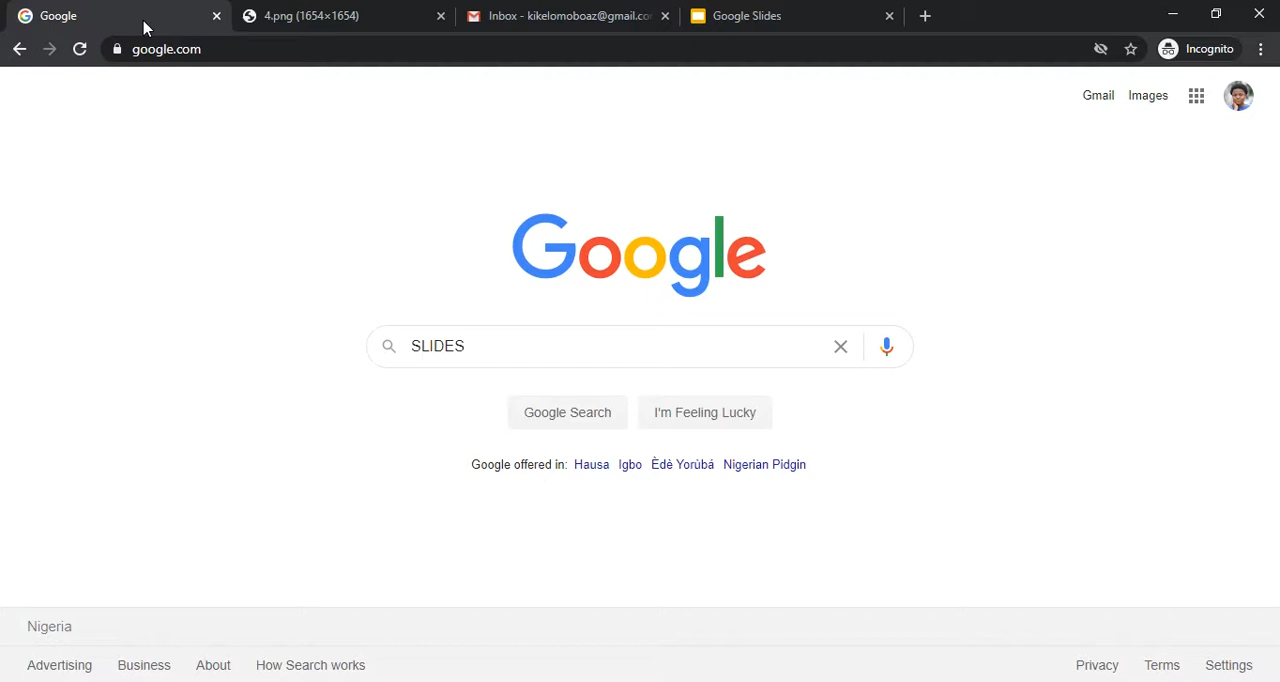 Google
4.png (1654×1654)
Inbox - kikelomoboaz@gmail.co
Google Slides
google.com
Incognito
Gmail
Images
Google
SLIDES
Google Search
I'm Feeling Lucky
Google offered in: Hausa Igbo Èdè Yorùbá Nigerian Pidgin
Nigeria
Advertising Business About How Search works Privacy Terms Settings